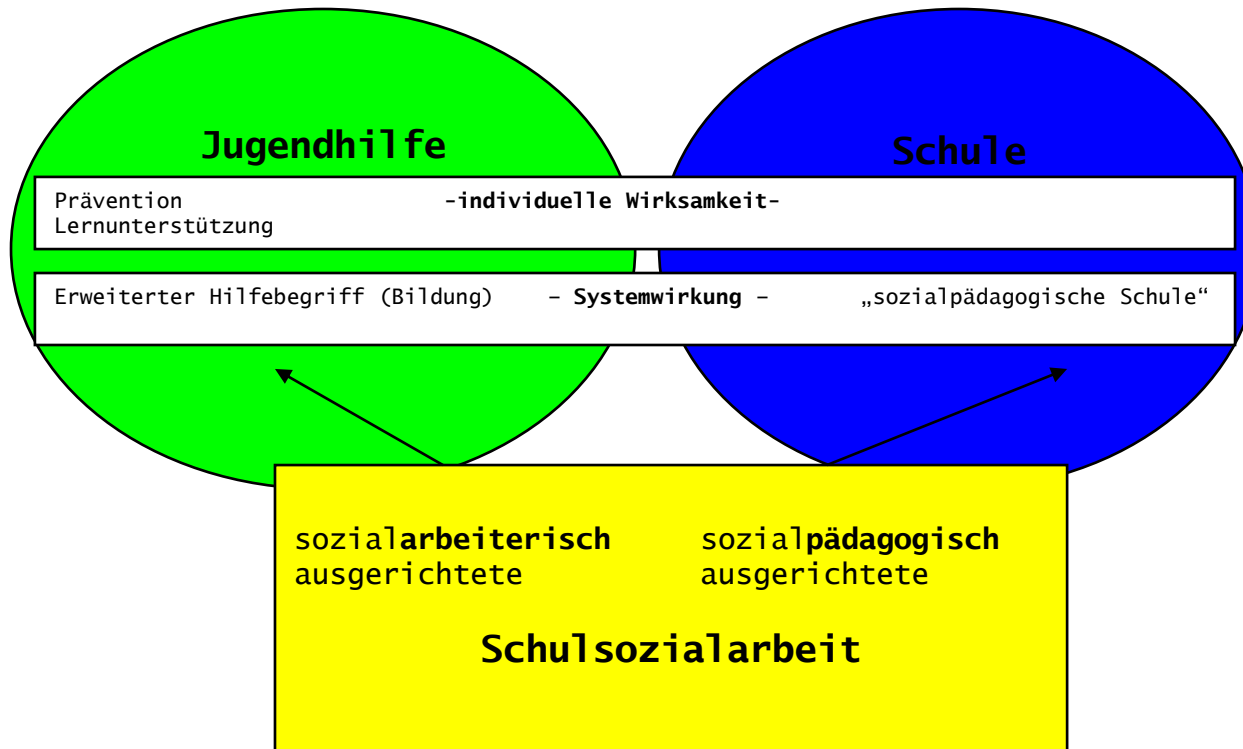 Jugendhilfe Schule
Prävention -individuelle Wirksamkeit-
Lernunterstützung
Erweiterter Hilfebegriff (Bildung) – Systemwirkung – „sozialpädagogische Schule“
sozialarbeiterisch sozialpädagogisch
ausgerichtete ausgerichtete
Schulsozialarbeit